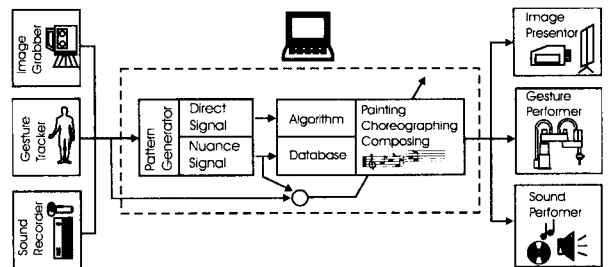 Image
Grabber
Gesture
Tracker
Sound
Recorder
Pattern
Generator
Direct
Signal
Nuance
Signal
Algorithm
Database
Painting
Choreographing
Composing
Image
Presentor
Gesture
Performer
Sound
Perfomer